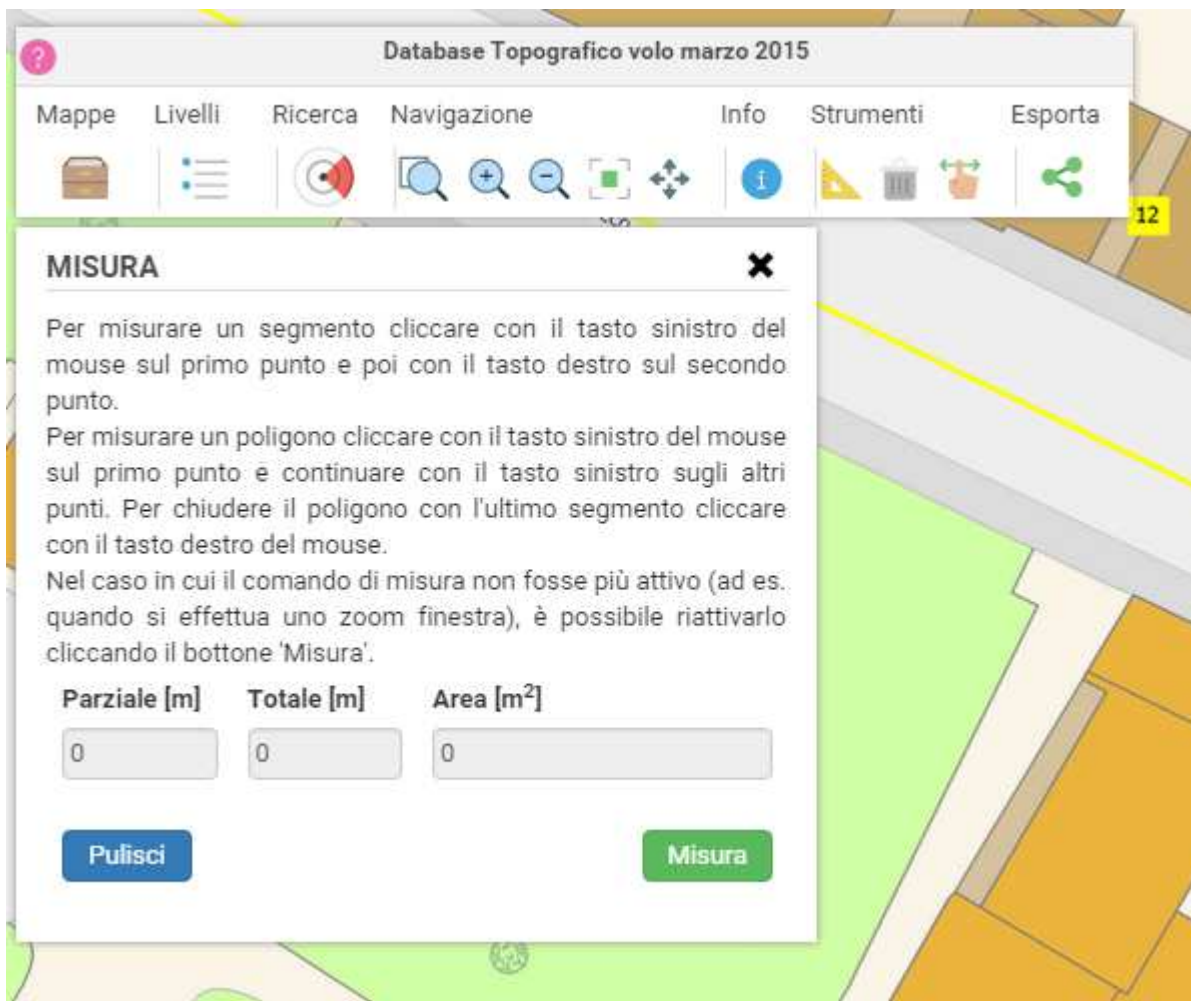 ?
Database Topografico volo marzo 2015
Mappe Livelli Ricerca Navigazione Info Strumenti Esporta
i
12
MISURA
Per misurare un segmento cliccare con il tasto sinistro del
mouse sul primo punto e poi con il tasto destro sul secondo
punto.
Per misurare un poligono cliccare con il tasto sinistro del mouse
sul primo punto e continuare con il tasto sinistro sugli altri
punti. Per chiudere il poligono con l'ultimo segmento cliccare
con il tasto destro del mouse.
Nel caso in cui il comando di misura non fosse più attivo (ad es.
quando si effettua uno zoom finestra), è possibile riattivarlo
cliccando il bottone 'Misura'.
Parziale [m] Totale [m] Area [m²]
0 0 0
Pulisci Misura